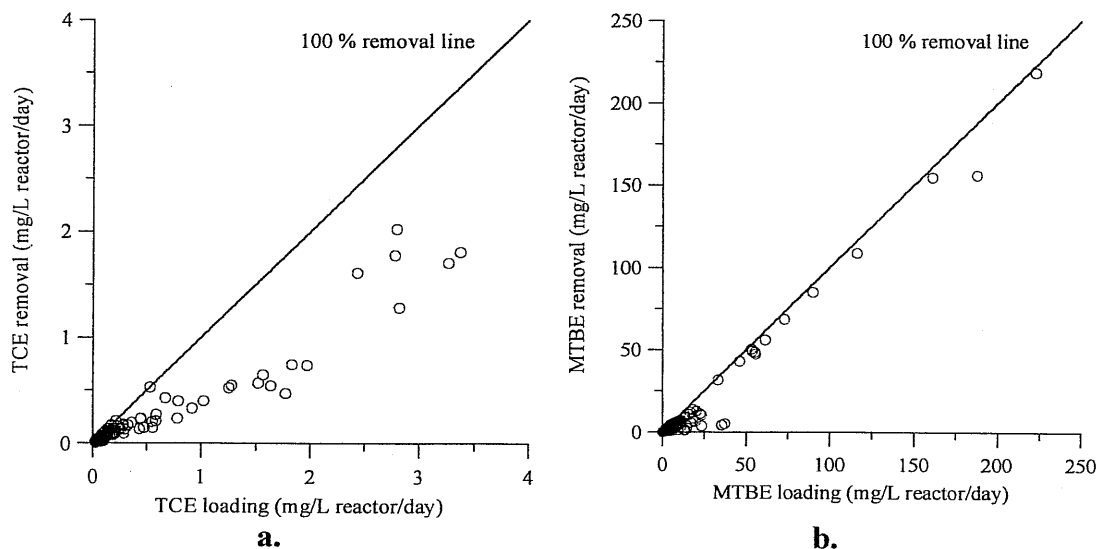 4
3
2
1
0
TCE removal (mg/L reactor/day)
100 % removal line
0
1
2
3
4
TCE loading (mg/L reactor/day)
a.
250
200
150
100
50
0
MTBE removal (mg/L reactor/day)
100 % removal line
0
50
100
150
200
250
MTBE loading (mg/L reactor/day)
b.